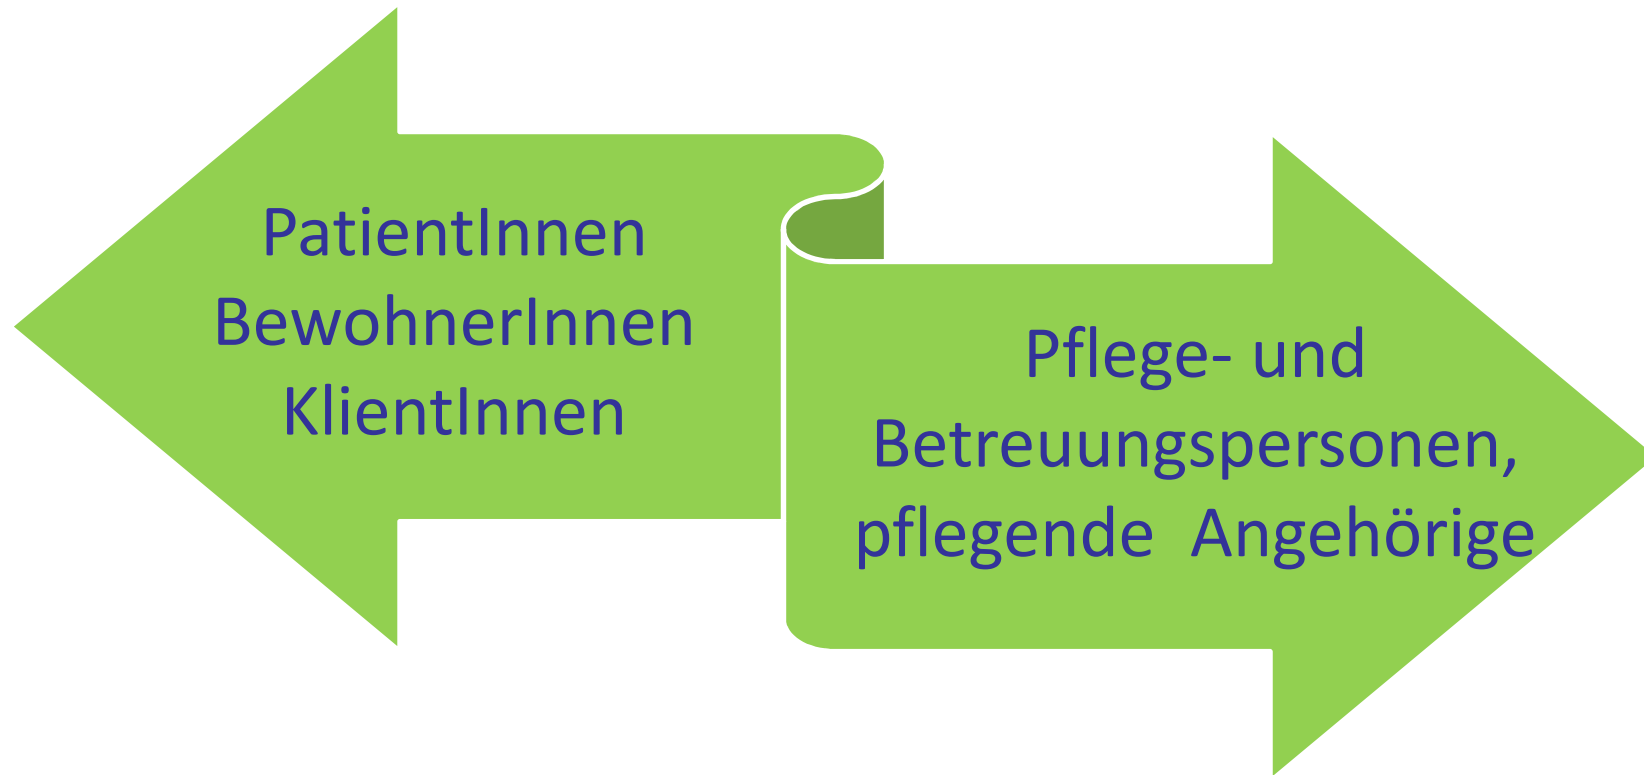 PatientInnen
BewohnerInnen
KlientInnen
Pflege- und
Betreuungspersonen,
pflegende  Angehörige